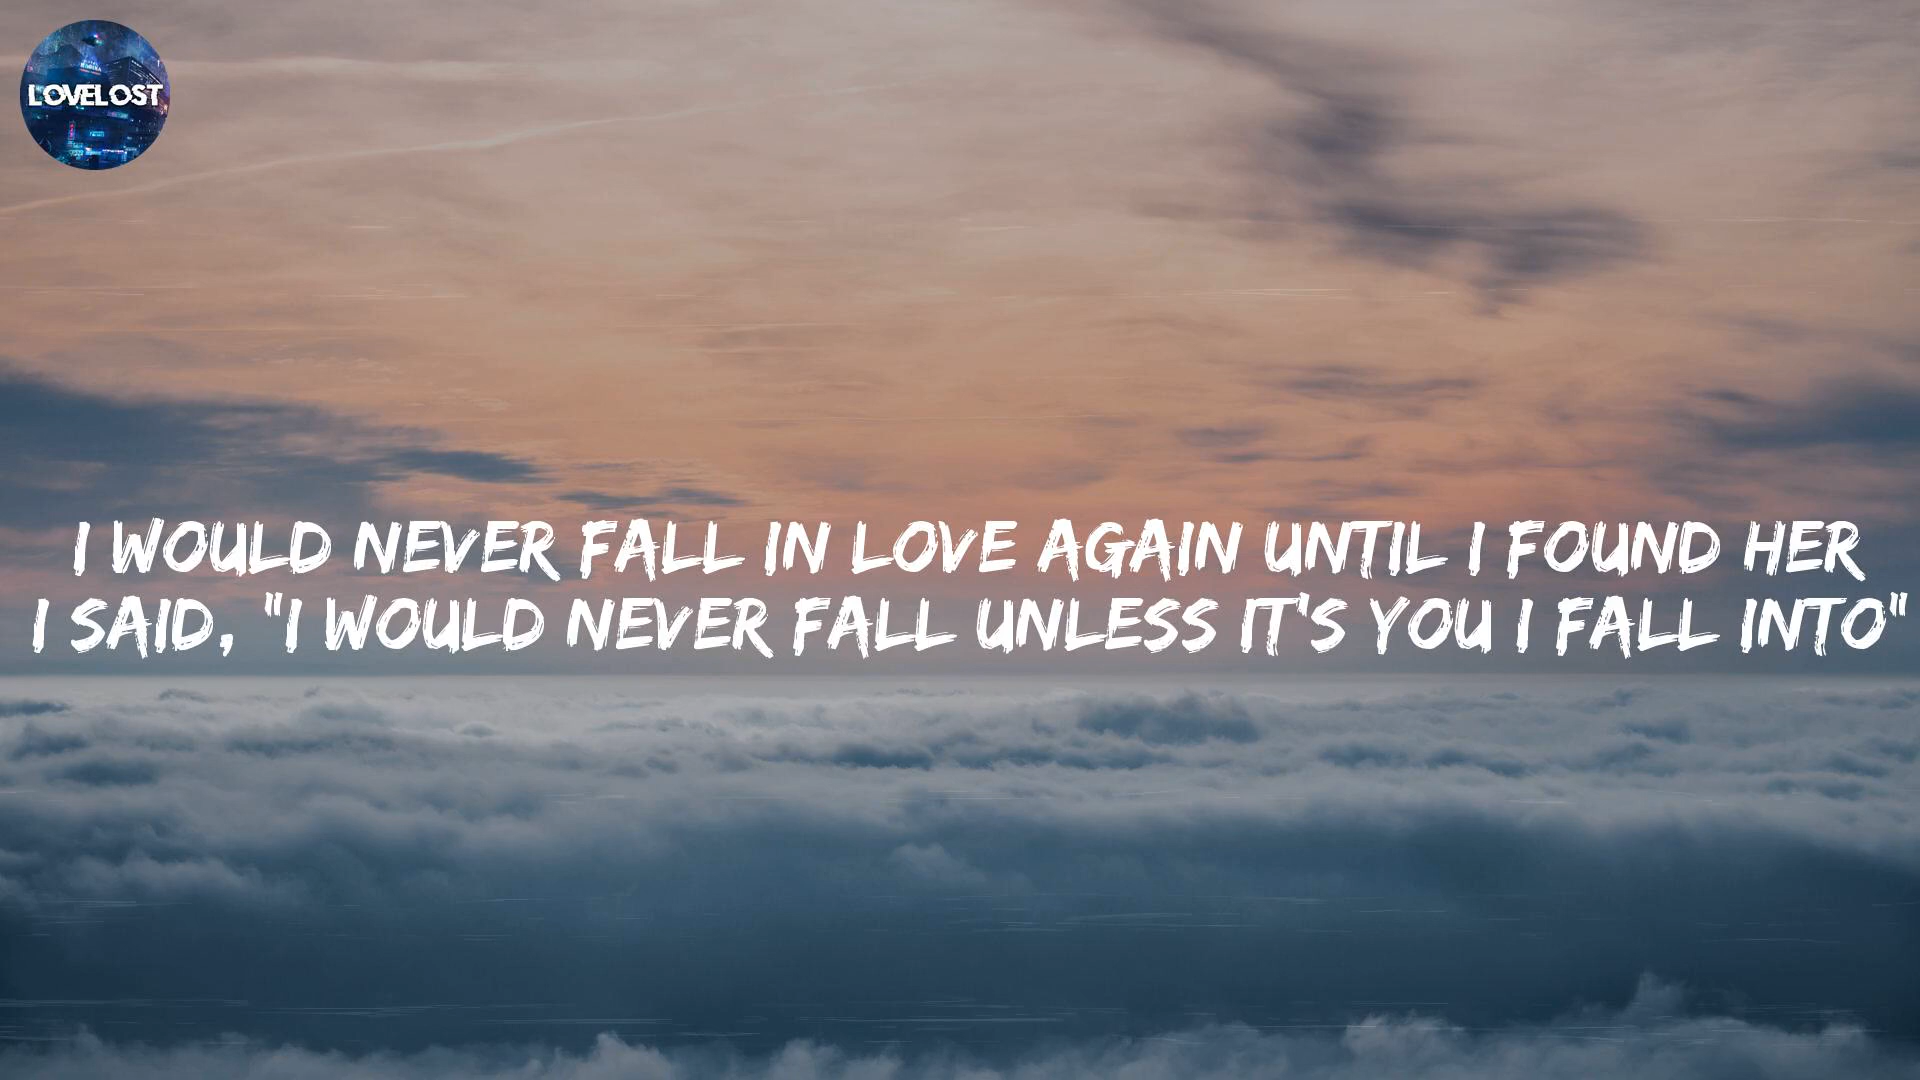 LOVELOST
I WOULD NEVER FALL IN LOVE AGAIN UNTIL I FOUND HER
I SAID, "I WOULD NEVER FALL UNLESS IT'S YOU I FALL INTO"